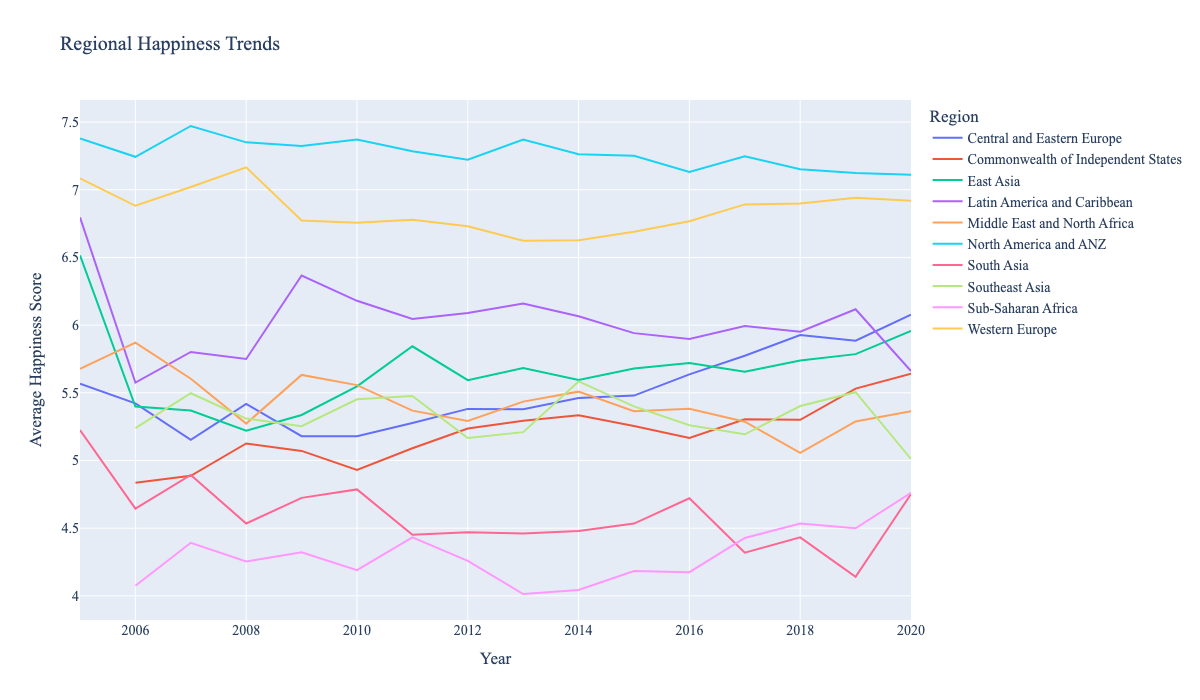 Regional Happiness Trends
Average Happiness Score
7.5
7
6.5
6
5.5
5
4.5
4
2006
2008
2010
2012
2014
2016
2018
2020
Year
Region
Central and Eastern Europe
Commonwealth of Independent States
East Asia
Latin America and Caribbean
Middle East and North Africa
North America and ANZ
South Asia
Southeast Asia
Sub-Saharan Africa
Western Europe